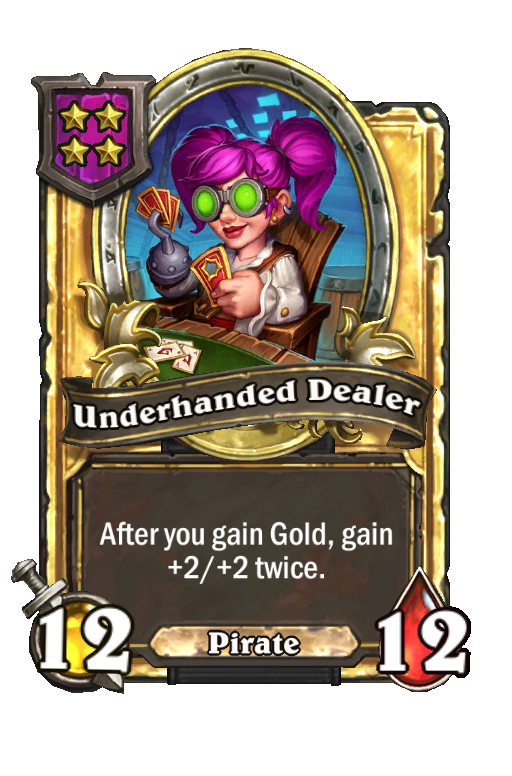 Underhanded Dealer
After you gain Gold, gain
+2/+2 twice.
12
Pirate
12